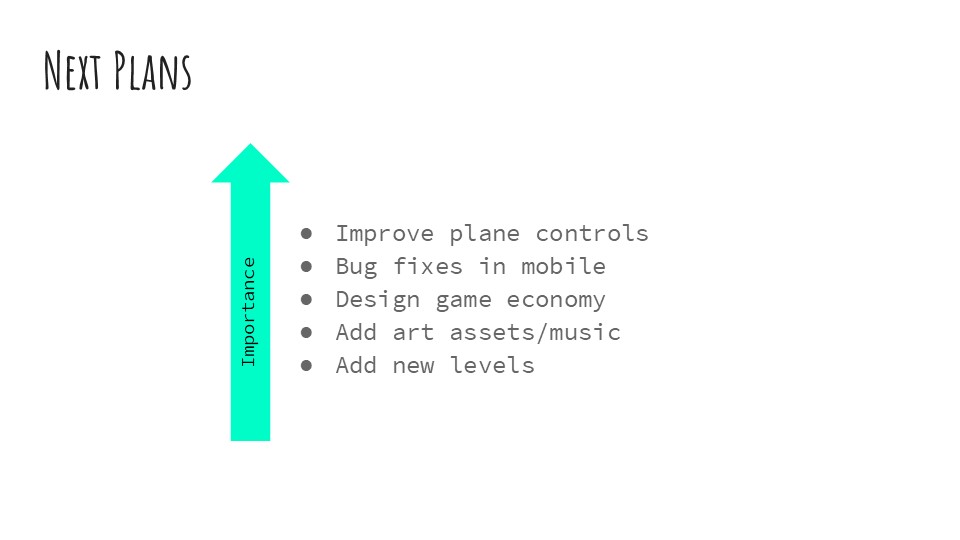 Next Plans
Importance
● Improve plane controls
● Bug fixes in mobile
● Design game economy
● Add art assets/music
● Add new levels